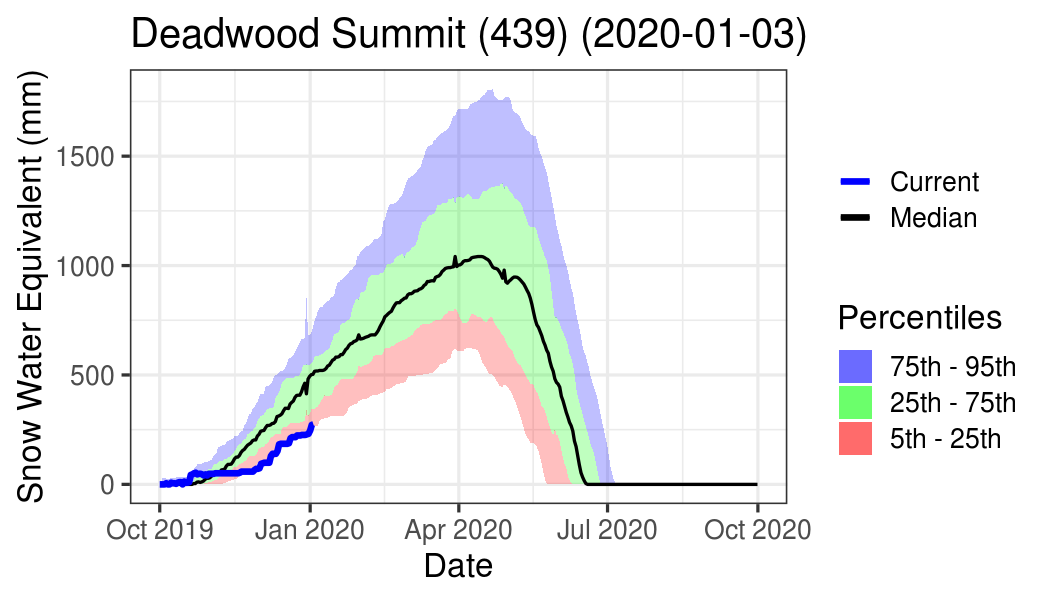 Deadwood Summit (439) (2020-01-03)
Snow Water Equivalent (mm)
1500
1000
500
0
Oct 2019
Jan 2020
Apr 2020
Jul 2020
Oct 2020
Date
Current
Median
Percentiles
75th - 95th
25th - 75th
5th - 25th